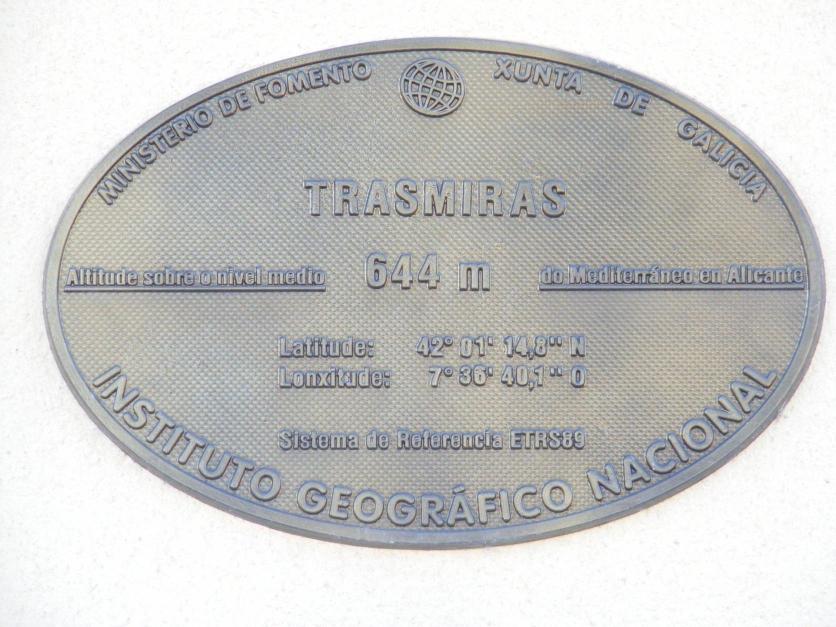 MINISTERIO DE FOMENTO
XUNTA DE GALICIA
TRASMIRAS
Altitude sobre o nivel medio 644 m do Mediterráneo en Alicante
Latitude: 42° 01' 14,8'' N
Lonxitude: 7° 36' 40,1'' O
Sistema de Referencia ETRS89
INSTITUTO GEOGRÁFICO NACIONAL